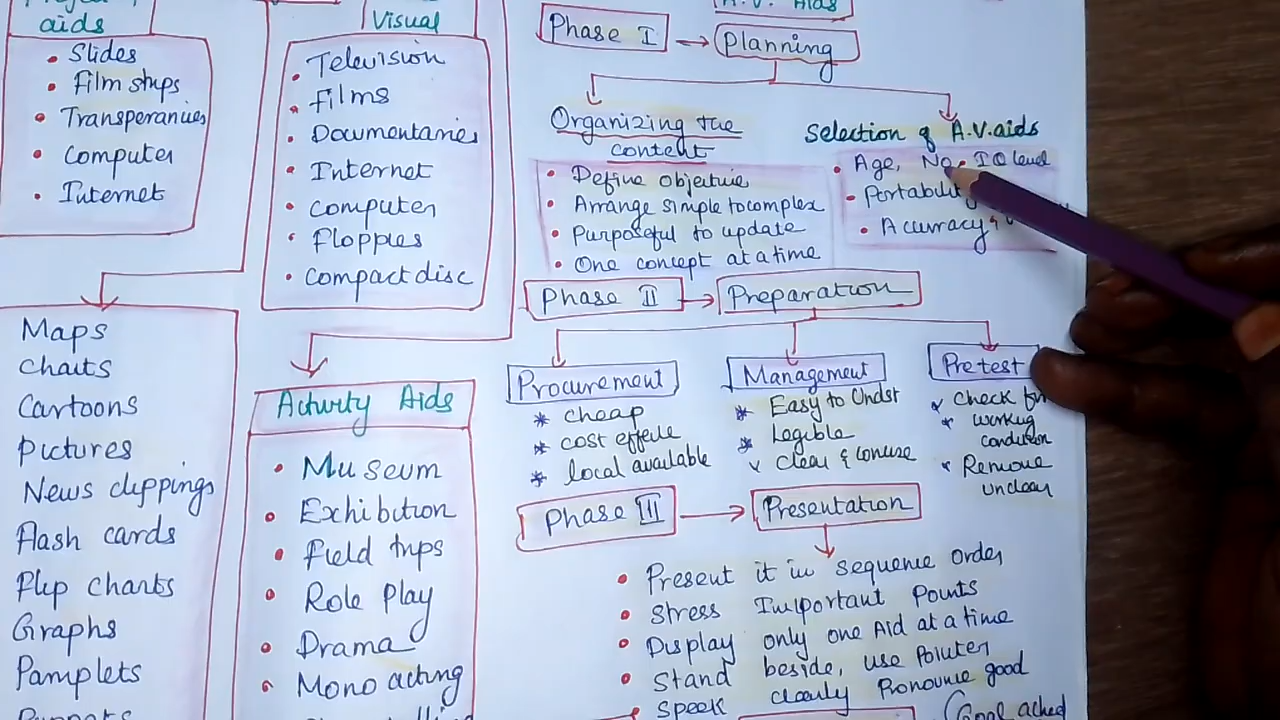 aids
• Slides
• Film strips
• Transperancies
• Computer
• Internet
Maps
Charts
Cartoons
Pictures
News clippings
Flash cards
Flip charts
Graphs
Pamplets
Visual
• Television
• Films
• Documentaries
• Internet
• Computer
• Floppies
• Compact disc
Activity Aids
• Museum
• Exhibition
• Field trips
• Role Play
• Drama
• Mono acting
A.V. Aids
Phase I → Planning
Organizing the
content
• Define objective
• Arrange simple to complex
• Purposeful to update
• One concept at a time
Selection of A.V. aids
• Age, No. IQ level
• Portability
• Accuracy &
Phase II → Preparation
Procurement
* cheap
* cost effective
* local available
Management
* Easy to Undst
* Legible
* Clear & concise
Pretest
* Check for
* working
condition
* Remove
unclear
Phase III → Presentation
• Present it in sequence order
• Stress Important Points
• Display only one Aid at a time
• Stand beside, use Pointer
• Speek clearly Pronounce good